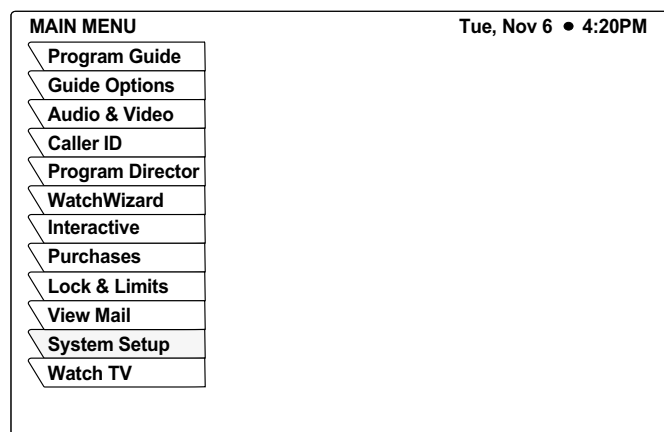 MAIN MENU Tue, Nov 6 ● 4:20PM
Program Guide
Guide Options
Audio & Video
Caller ID
Program Director
WatchWizard
Interactive
Purchases
Lock & Limits
View Mail
System Setup
Watch TV